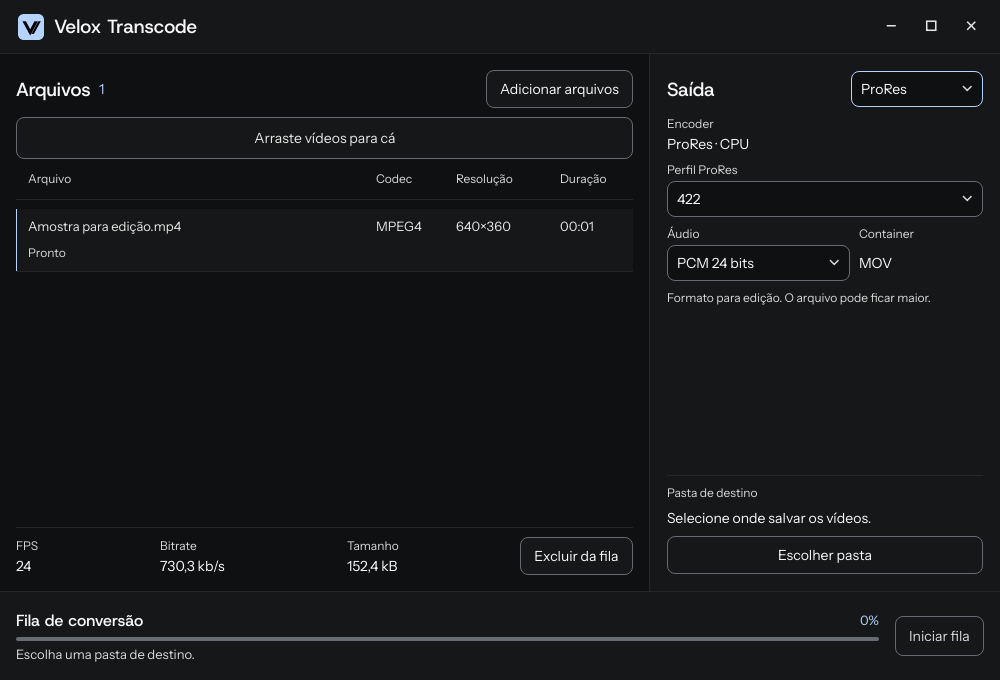 Velox Transcode
Arquivos 1
Adicionar arquivos
Arraste vídeos para cá
Arquivo Codec Resolução Duração
Amostra para edição.mp4 MPEG4 640×360 00:01
Pronto
FPS Bitrate Tamanho
24 730,3 kb/s 152,4 kB
Excluir da fila
Saída ProRes
Encoder
ProRes · CPU
Perfil ProRes
422
Áudio Container
PCM 24 bits MOV
Formato para edição. O arquivo pode ficar maior.
Pasta de destino
Selecione onde salvar os vídeos.
Escolher pasta
Fila de conversão 0%
Escolha uma pasta de destino.
Iniciar fila